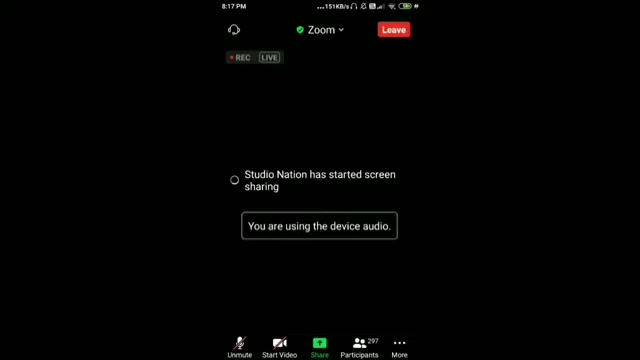 8:17 PM
...151KB/s
Zoom
Leave
REC
LIVE
Studio Nation has started screen
sharing
You are using the device audio.
297
Unmute
Start Video
Share
Participants
More